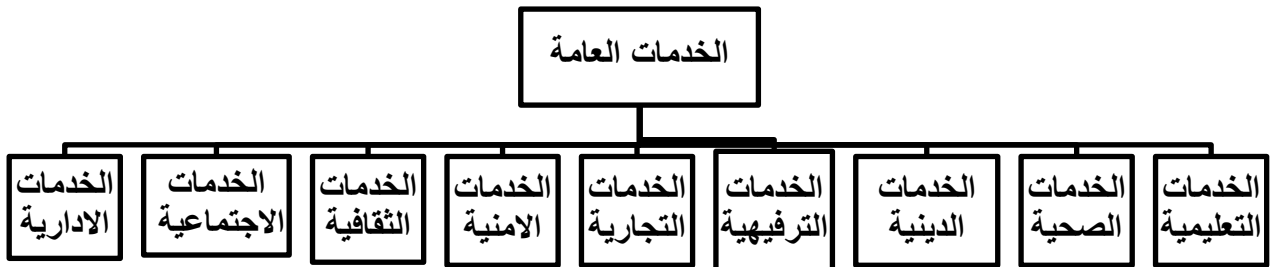 الخدمات العامة
الخدمات
التعليمية
الخدمات
الصحية
الخدمات
الدينية
الخدمات
الترفيهية
الخدمات
التجارية
الخدمات
الامنية
الخدمات
الثقافية
الخدمات
الاجتماعية
الخدمات
الادارية